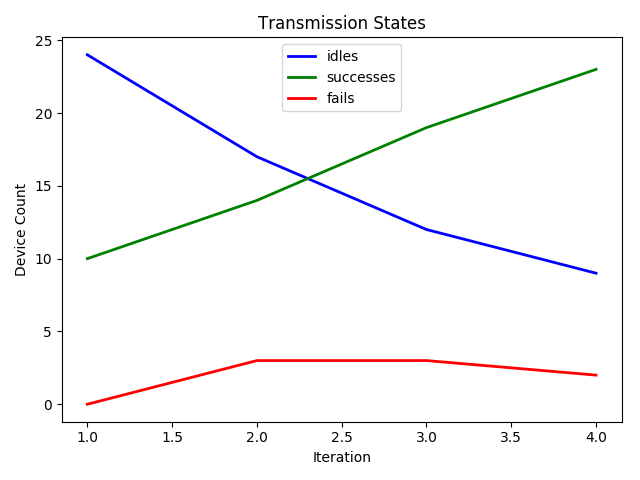 Transmission States
25
20
15
10
5
0
Device Count
idles
successes
fails
1.0 1.5 2.0 2.5 3.0 3.5 4.0
Iteration